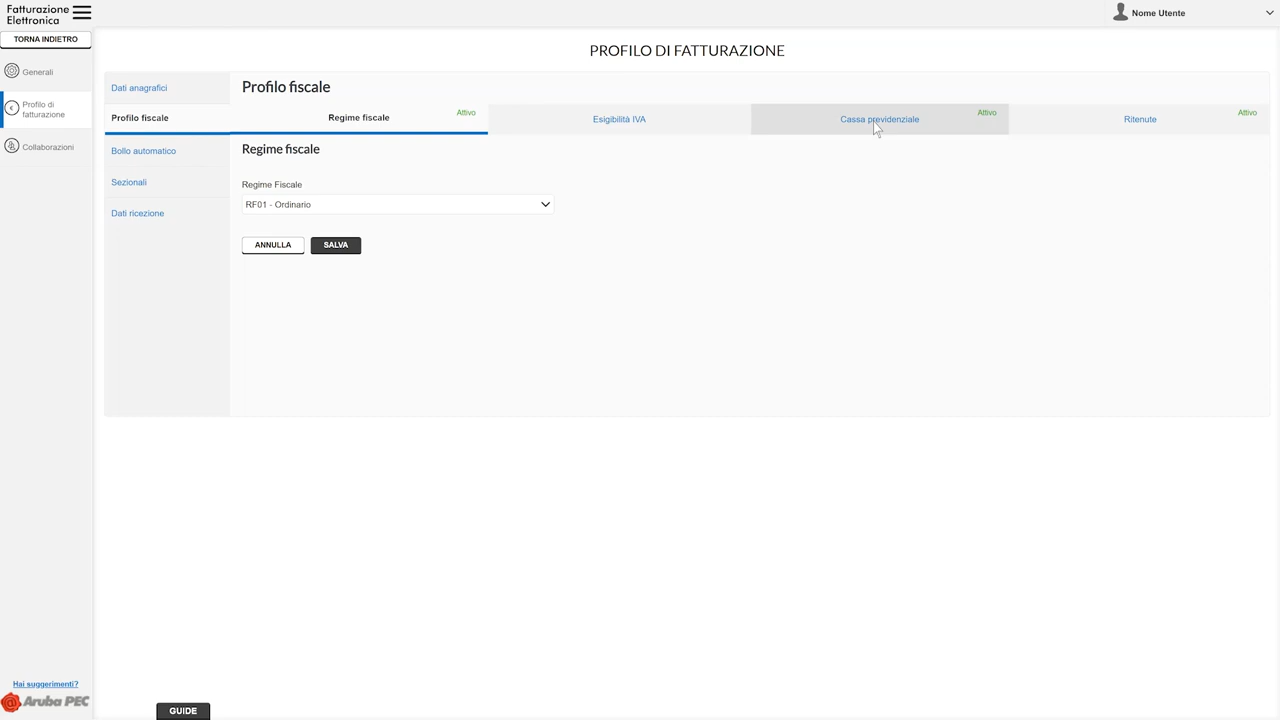 Fatturazione
Elettronica
Nome Utente
TORNA INDIETRO
Generali
Profilo di
fatturazione
Collaborazioni
PROFILO DI FATTURAZIONE
Dati anagrafici
Profilo fiscale
Bollo automatico
Sezionali
Dati ricezione
Profilo fiscale
Regime fiscale Attivo
Esigibilità IVA
Cassa previdenziale Attivo
Ritenute Attivo
Regime fiscale
Regime Fiscale
RF01 - Ordinario
ANNULLA SALVA
Hai suggerimenti?
Aruba PEC
GUIDE